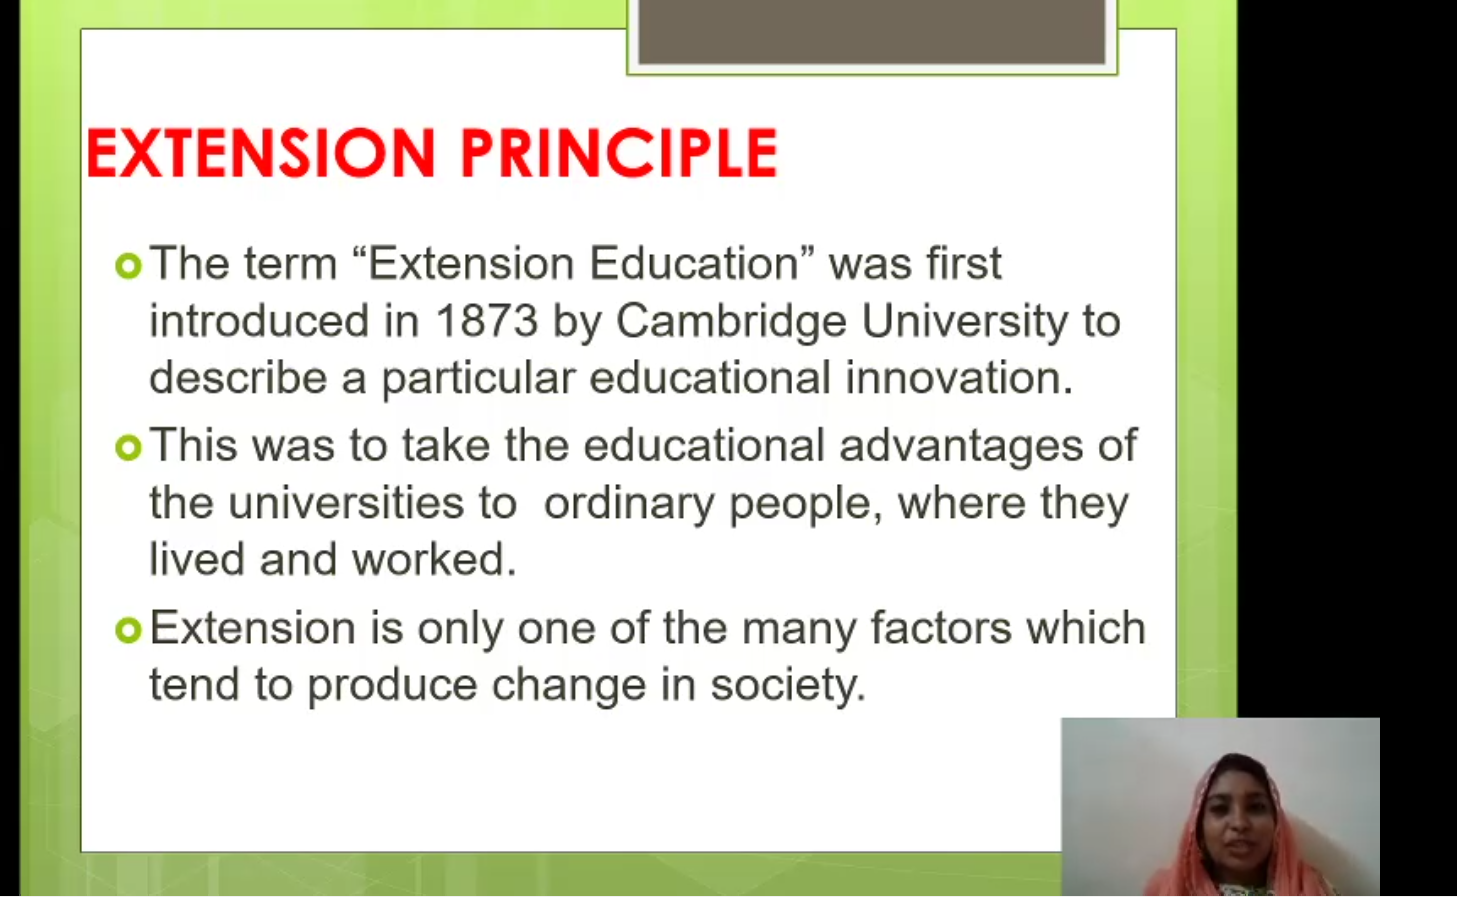 EXTENSION PRINCIPLE
The term “Extension Education” was first
introduced in 1873 by Cambridge University to
describe a particular educational innovation.
This was to take the educational advantages of
the universities to ordinary people, where they
lived and worked.
Extension is only one of the many factors which
tend to produce change in society.